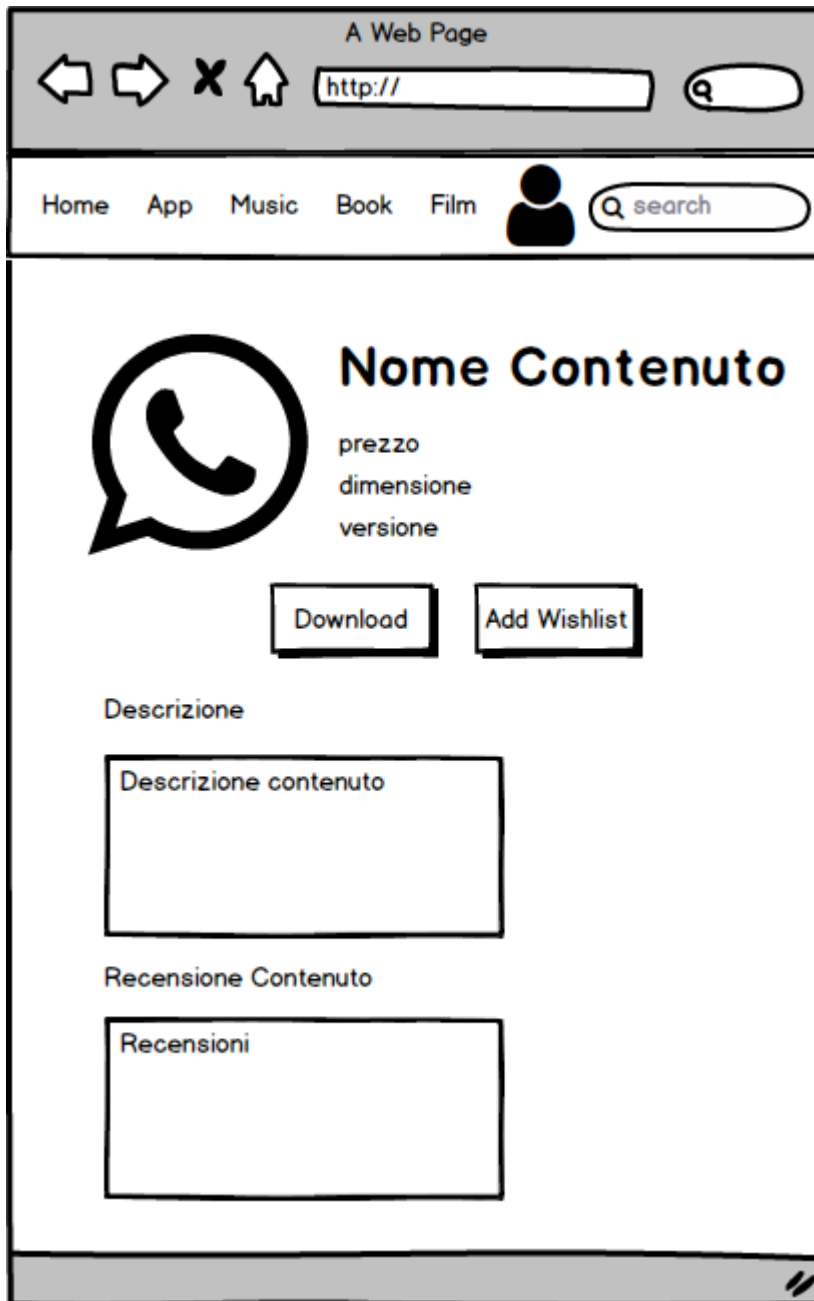 A Web Page
http://
Home App Music Book Film search
Nome Contenuto
prezzo
dimensione
versione
Download Add Wishlist
Descrizione
Descrizione contenuto
Recensione Contenuto
Recensioni